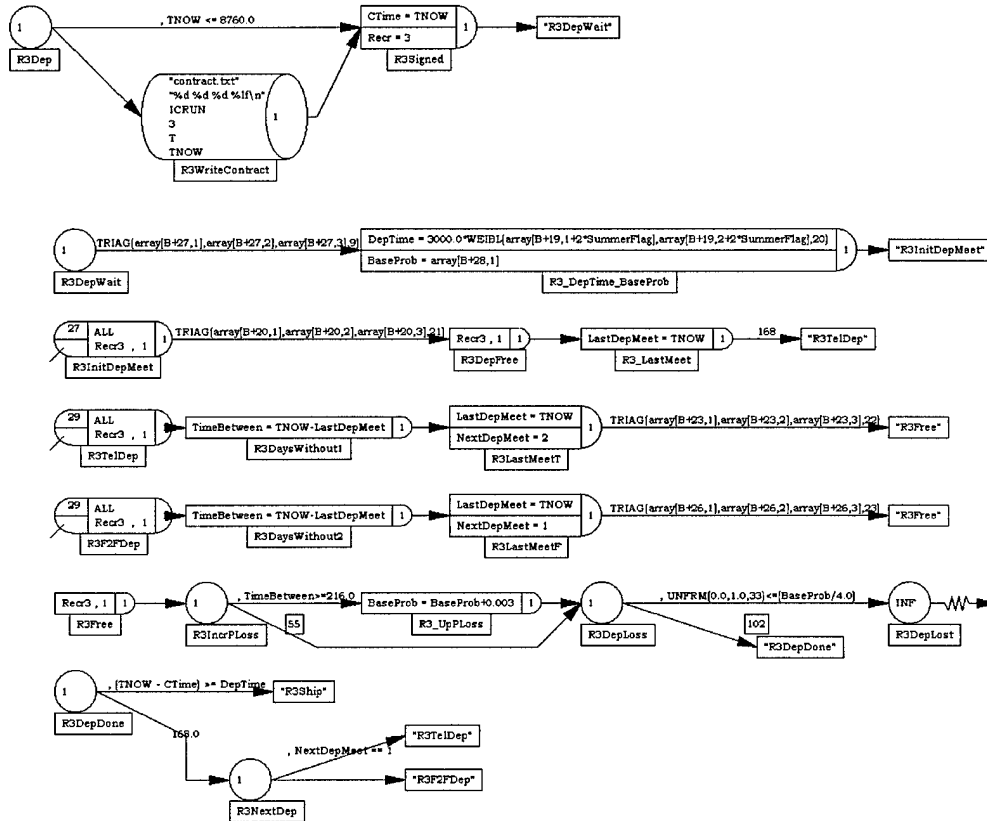 1
R3Dep
, TNOW <= 8760.0
CTime = TNOW
Recr = 3
1
R3Signed
"R3DepWait"
"contract.txt"
"%d %d %d %lf\n"
ICRUN
3
T
TNOW
1
R3WriteContract
1
R3DepWait
TRIAG[array[B+27,1],array[B+27,2],array[B+27,3],9]
DepTime = 3000.0*WEIBL[array[B+19,1+2*SummerFlag],array[B+19,2+2*SummerFlag],20]
BaseProb = array[B+28,1]
1
R3_DepTime_BaseProb
"R3InitDepMeet"
27
ALL
Recr3 , 1
1
R3InitDepMeet
TRIAG[array[B+20,1],array[B+20,2],array[B+20,3],21]
Recr3 , 1
1
R3DepFree
LastDepMeet = TNOW
1
R3_LastMeet
168
"R3TelDep"
29
ALL
Recr3 , 1
1
R3TelDep
TimeBetween = TNOW-LastDepMeet
1
R3DaysWithout1
LastDepMeet = TNOW
NextDepMeet = 2
1
R3LastMeetT
TRIAG[array[B+23,1],array[B+23,2],array[B+23,3],22]
"R3Free"
29
ALL
Recr3 , 1
1
R3F2FDep
TimeBetween = TNOW-LastDepMeet
1
R3DaysWithout2
LastDepMeet = TNOW
NextDepMeet = 1
1
R3LastMeetF
TRIAG[array[B+26,1],array[B+26,2],array[B+26,3],23]
"R3Free"
Recr3 , 1
1
R3Free
1
R3IncrPLoss
, TimeBetween>=216.0
55
BaseProb = BaseProb+0.003
1
R3_UpPLoss
1
R3DepLoss
, UNFRM[0.0,1.0,33]<=[BaseProb/4.0]
102
"R3DepDone"
INF
R3DepLost
1
R3DepDone
, [TNOW - CTime] >= DepTime
"R3Ship"
168.0
1
R3NextDep
, NextDepMeet == 1
"R3TelDep"
"R3F2FDep"